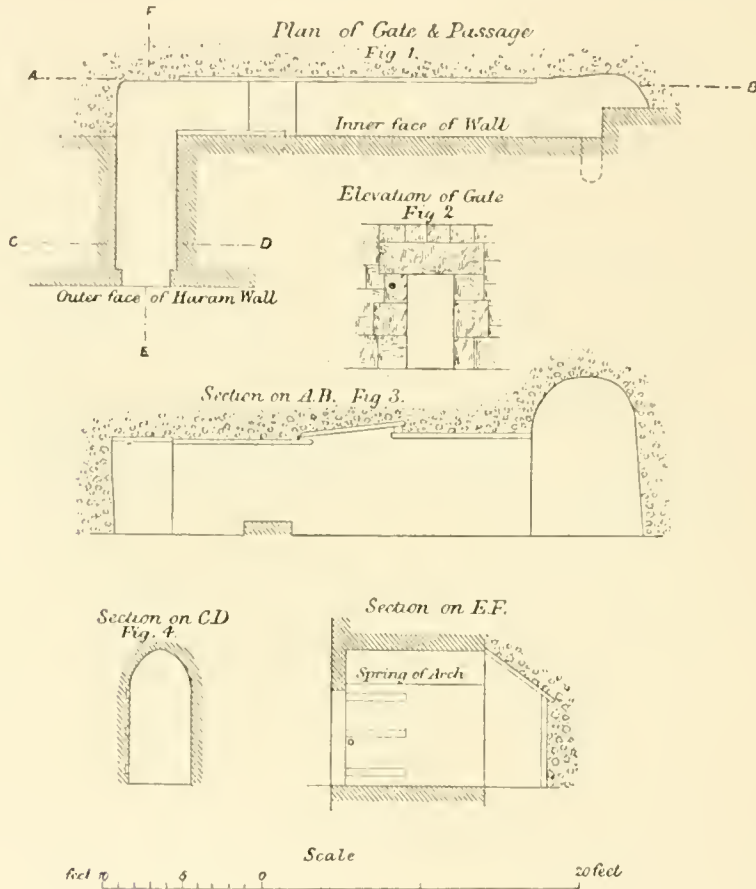 F
Plan of Gate & Passage
Fig 1.
A
B
Inner face of Wall
Elevation of Gate
Fig 2
C
D
Outer face of Haram Wall
E
Section on A.B. Fig 3.
Section on C.D
Fig. 4.
Section on E.F.
Spring of Arch
Scale
feet 10 5 0 20 feet